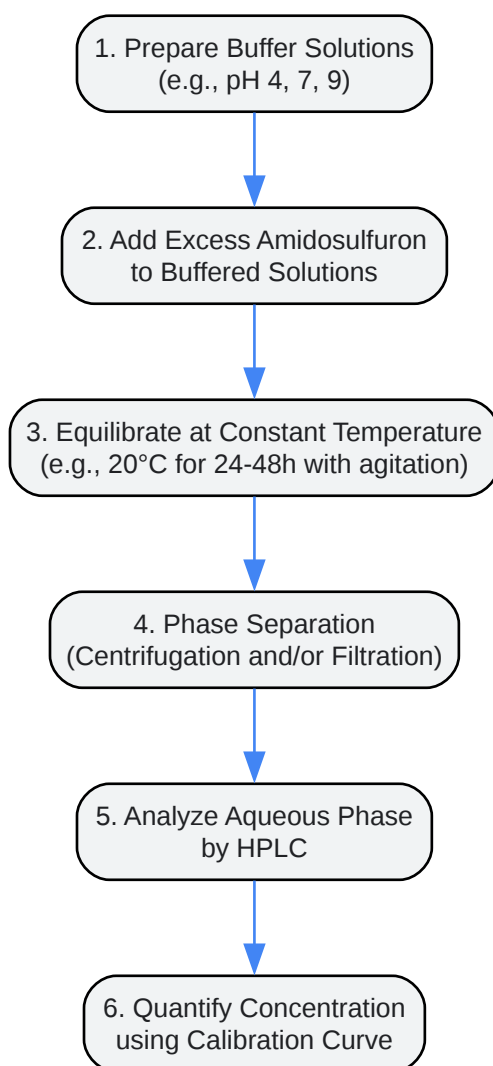 1. Prepare Buffer Solutions
(e.g., pH 4, 7, 9)
2. Add Excess Amidosulfuron
to Buffered Solutions
3. Equilibrate at Constant Temperature
(e.g., 20°C for 24-48h with agitation)
4. Phase Separation
(Centrifugation and/or Filtration)
5. Analyze Aqueous Phase
by HPLC
6. Quantify Concentration
using Calibration Curve